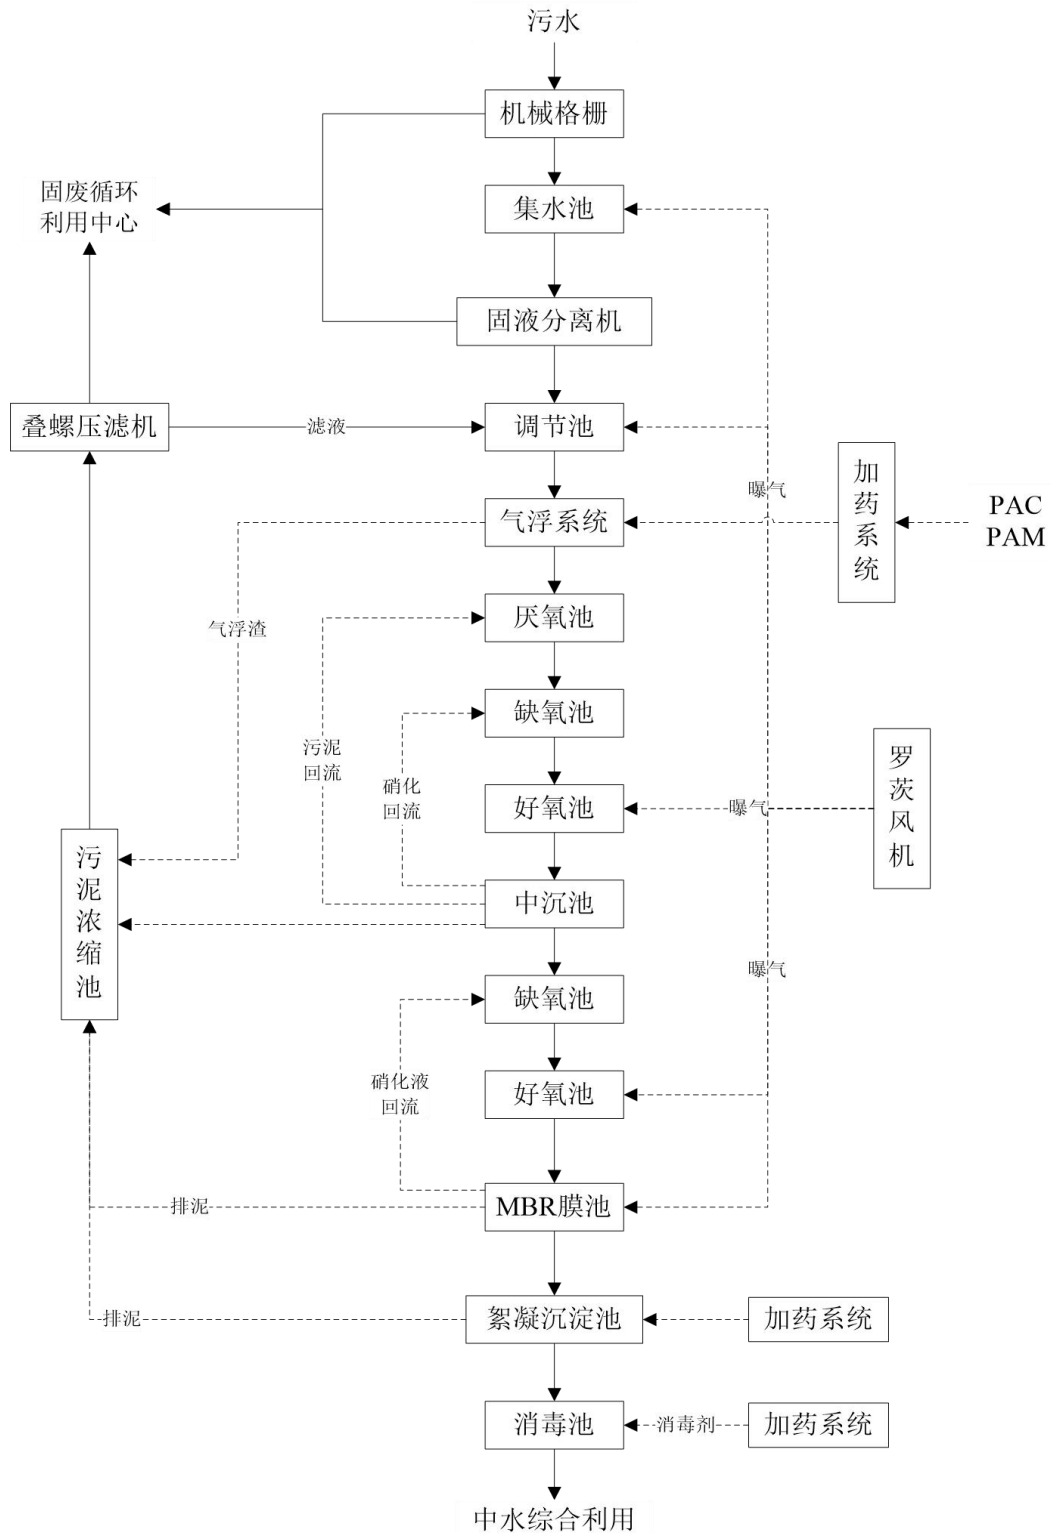 污水
机械格栅
固废循环
利用中心
集水池
固液分离机
叠螺压滤机
滤液
调节池
加药系统
曝气
PAC
PAM
气浮系统
厌氧池
气浮渣
缺氧池
污泥
回流
硝化
回流
好氧池
曝气
罗茨风机
污泥浓缩池
中沉池
曝气
缺氧池
硝化液
回流
好氧池
MBR膜池
排泥
排泥
絮凝沉淀池
加药系统
消毒池
消毒剂
加药系统
中水综合利用